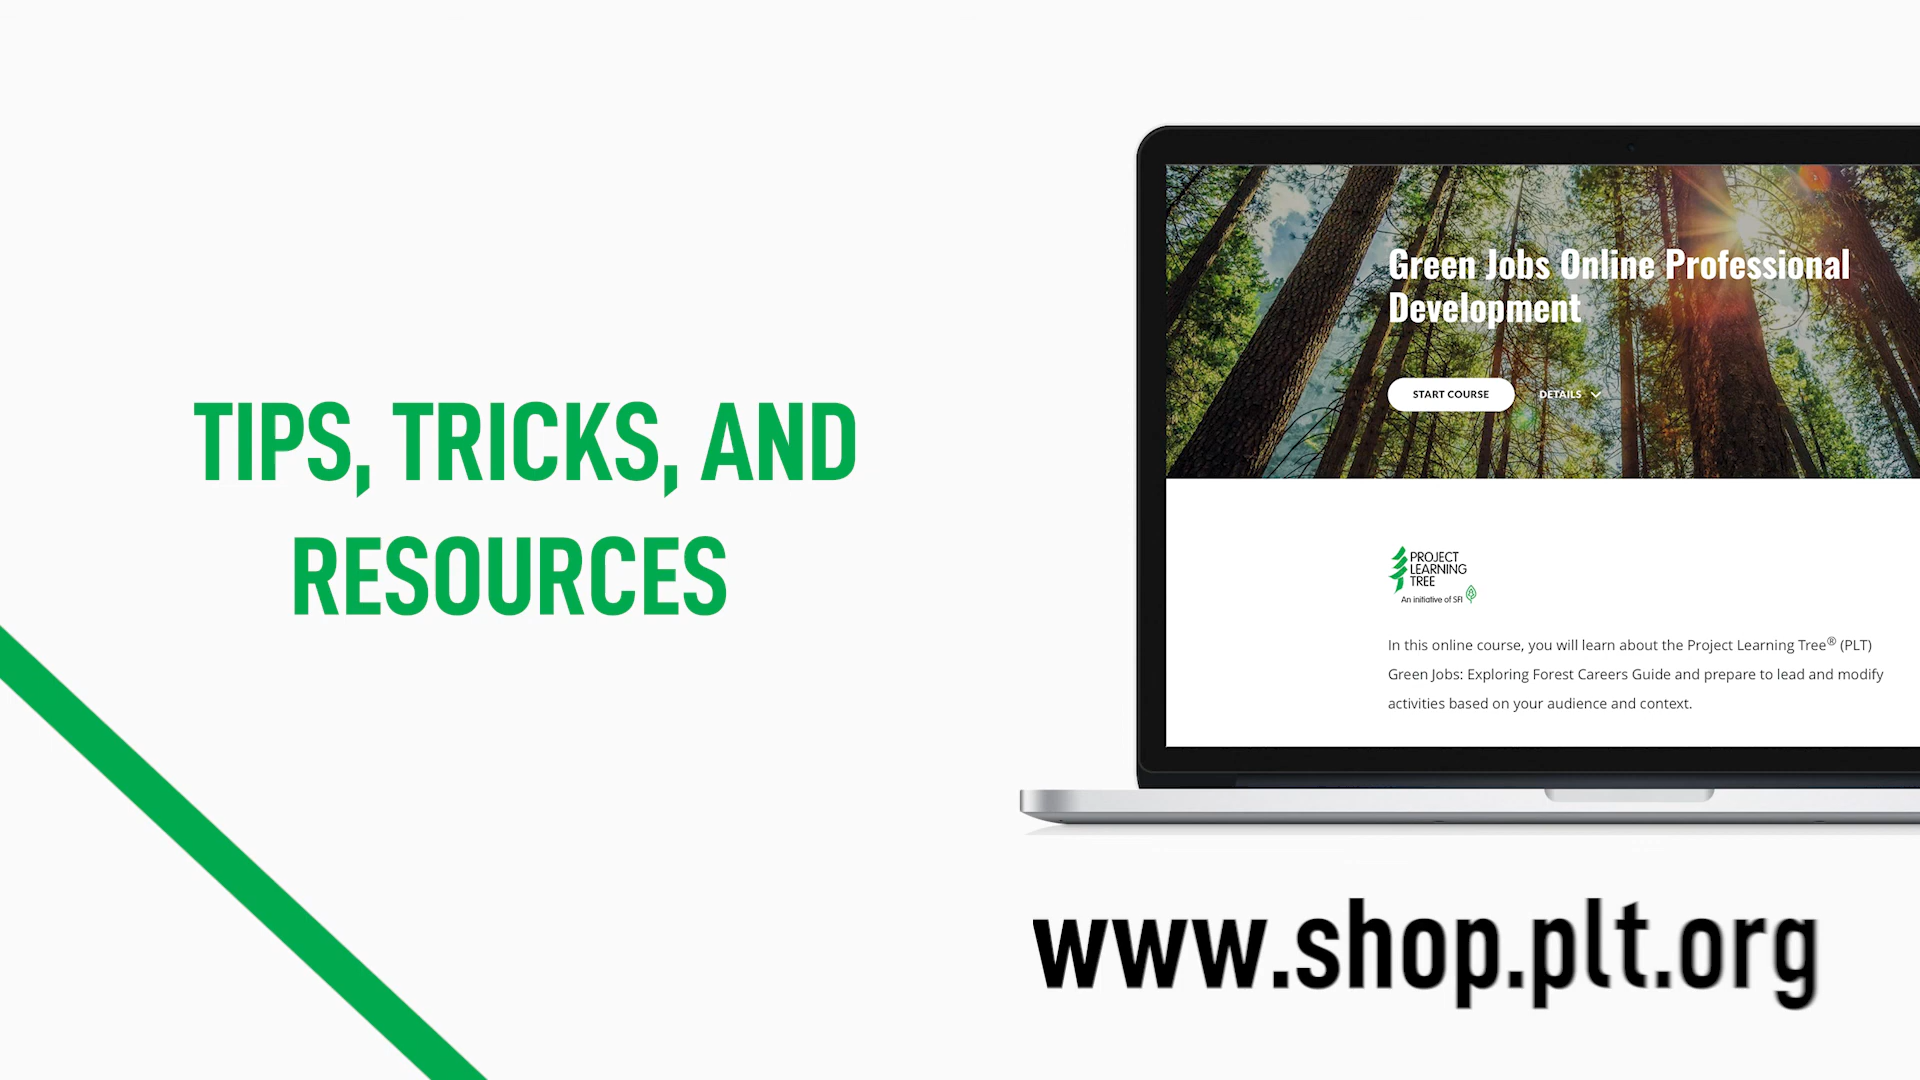 TIPS, TRICKS, AND
RESOURCES
Green Jobs Online Professional
Development
START COURSE
DETAILS
PROJECT
LEARNING
TREE
An initiative of SFI
In this online course, you will learn about the Project Learning Tree® (PLT)
Green Jobs: Exploring Forest Careers Guide and prepare to lead and modify
activities based on your audience and context.
www.shop.plt.org